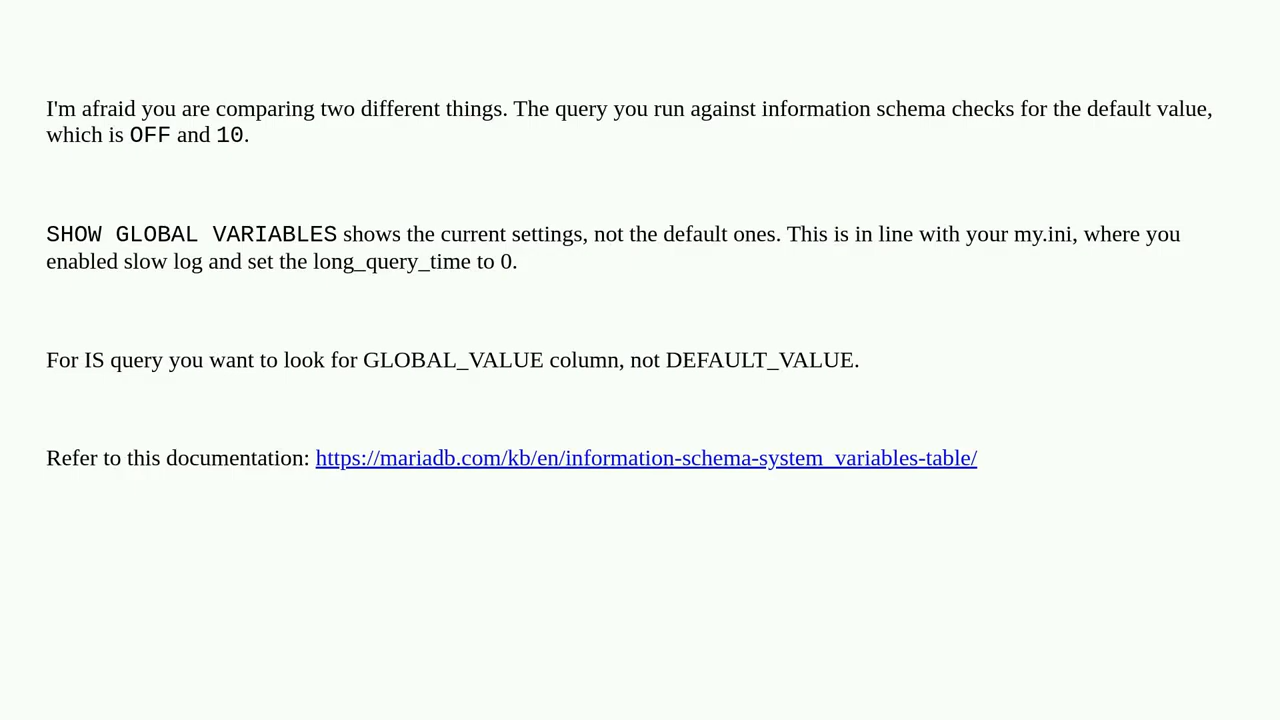 I'm afraid you are comparing two different things. The query you run against information schema checks for the default value,
which is OFF and 10.
SHOW GLOBAL VARIABLES shows the current settings, not the default ones. This is in line with your my.ini, where you
enabled slow log and set the long_query_time to 0.
For IS query you want to look for GLOBAL_VALUE column, not DEFAULT_VALUE.
Refer to this documentation: https://mariadb.com/kb/en/information-schema-system_variables-table/